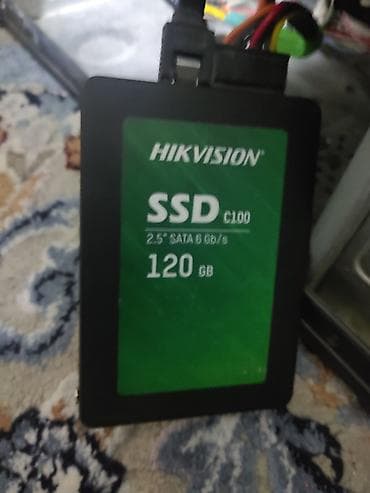 HIKVISION
SSD C100
2.5" SATA 6 Gb/s
120 GB